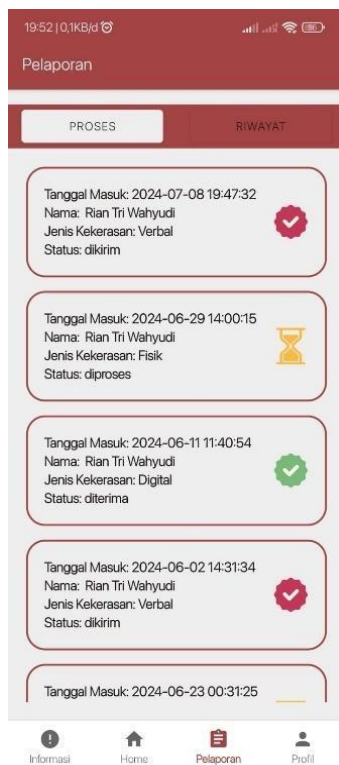 19:52 | 0,1KB/d
Pelaporan
PROSES
RIWAYAT
Tanggal Masuk: 2024-07-08 19:47:32
Nama: Rian Tri Wahyudi
Jenis Kekerasan: Verbal
Status: dikirim
Tanggal Masuk: 2024-06-29 14:00:15
Nama: Rian Tri Wahyudi
Jenis Kekerasan: Fisik
Status: diproses
Tanggal Masuk: 2024-06-11 11:40:54
Nama: Rian Tri Wahyudi
Jenis Kekerasan: Digital
Status: diterima
Tanggal Masuk: 2024-06-02 14:31:34
Nama: Rian Tri Wahyudi
Jenis Kekerasan: Verbal
Status: dikirim
Tanggal Masuk: 2024-06-23 00:31:25
Informasi
Home
Pelaporan
Profil